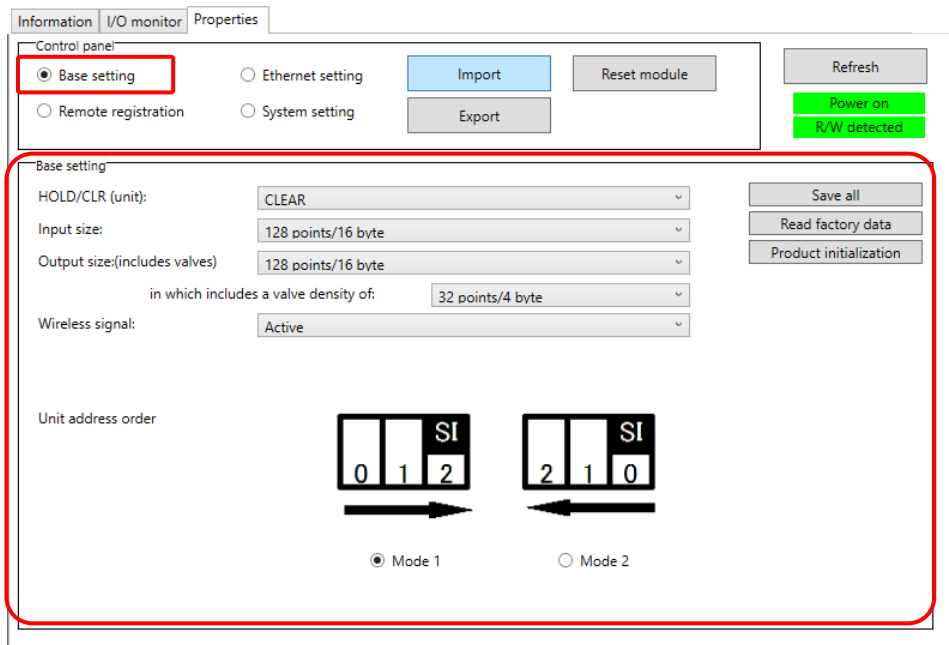 Information I/O monitor Properties
Control panel
Base setting Ethernet setting Import Reset module Refresh
Remote registration System setting Export Power on
R/W detected
Base setting
HOLD/CLR (unit): CLEAR Save all
Input size: 128 points/16 byte Read factory data
Output size:(includes valves) 128 points/16 byte Product initialization
in which includes a valve density of: 32 points/4 byte
Wireless signal: Active
Unit address order
SI SI
0 1 2 2 1 0
Mode 1 Mode 2